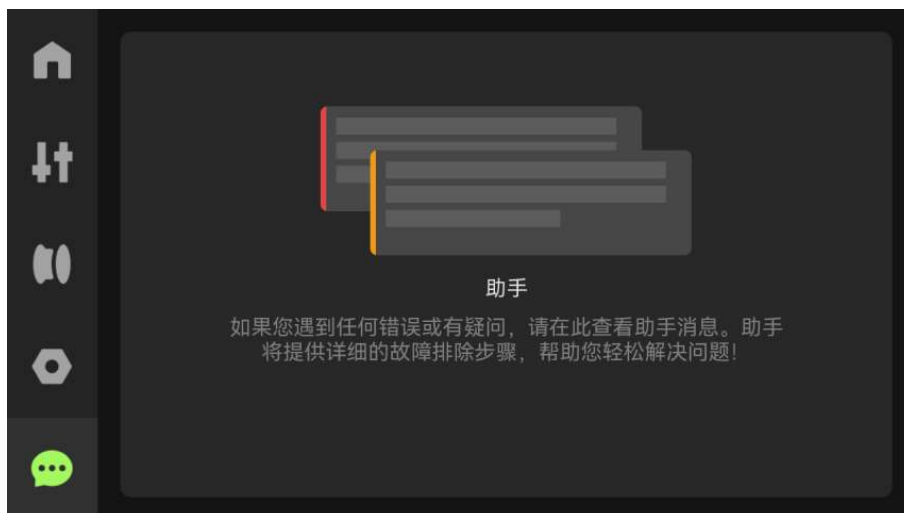 助手
如果您遇到任何错误或有疑问，请在此查看助手消息。助手
将提供详细的故障排除步骤，帮助您轻松解决问题！